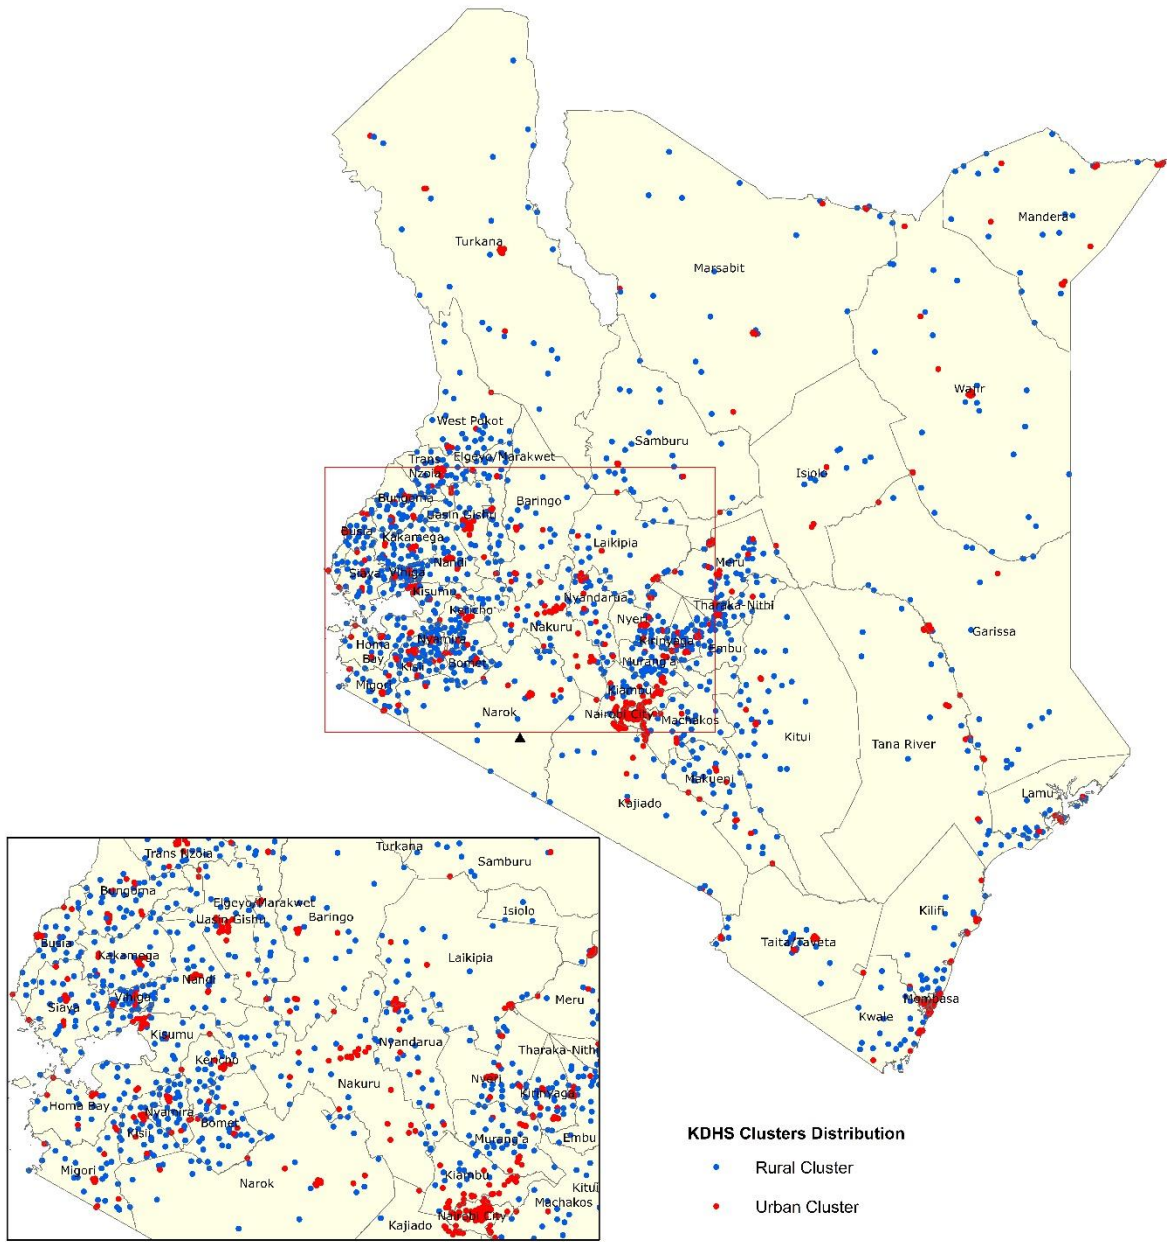 Mandera
Turkana
Marsabit
Wajir
West Pokot
Samburu
Elgeyo/Marakwet
Trans
Nzoia
Isiolo
Bungoma
Baringo
Uasin Gishu
Busia
Kakamega
Laikipia
Nandi
Meru
Siaya
Vihiga
Kisumu
Nyandarua
Tharaka-Nithi
Kericho
Nyeri
Nakuru
Garissa
Nyamira
Kirinyaga
Homa
Bay
Embu
Kisii
Bomet
Murang'a
Migori
Kiambu
Narok
Nairobi City
Machakos
Kitui
Tana River
Makueni
Lamu
Kajiado
Kilifi
Taita/Taveta
Mombasa
Kwale
Trans Nzoia
Turkana
Samburu
Bungoma
Elgeyo/Marakwet
Isiolo
Uasin Gishu
Baringo
Busia
Kakamega
Laikipia
Nandi
Vihiga
Meru
Siaya
Kisumu
Nyandarua
Tharaka-Nith
Kericho
Nakuru
Nyeri
Kirinyaga
Homa Bay
Nyamira
Bomet
Kisii
Murang'a
Embu
Migori
Kiambu
Narok
Kitui
Machakos
Nairobi City
Kajiado
KDHS Clusters Distribution
Rural Cluster
Urban Cluster